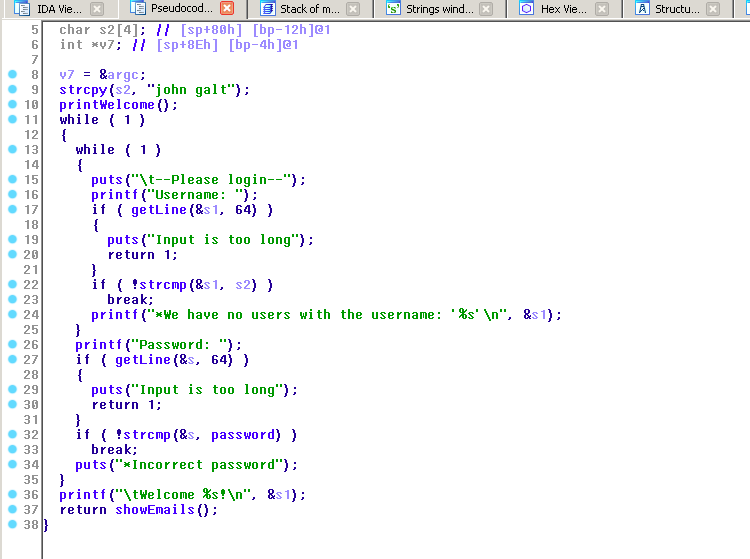 IDA Vie... Pseudocod... Stack of m... Strings wind... Hex Vie... Structu...
5 char s2[4]; // [sp+80h] [bp-12h]@1
6 int *v7; // [sp+8Eh] [bp-4h]@1
7
8 v7 = &argc;
9 strcpy(s2, "john galt");
10 printWelcome();
11 while ( 1 )
12 {
13 while ( 1 )
14 {
15 puts("\t--Please login--");
16 printf("Username: ");
17 if ( getLine(&s1, 64) )
18 {
19 puts("Input is too long");
20 return 1;
21 }
22 if ( !strcmp(&s1, s2) )
23 break;
24 printf("*We have no users with the username: '%s'\n", &s1);
25 }
26 printf("Password: ");
27 if ( getLine(&s, 64) )
28 {
29 puts("Input is too long");
30 return 1;
31 }
32 if ( !strcmp(&s, password) )
33 break;
34 puts("*Incorrect password");
35 }
36 printf("\tWelcome %s!\n", &s1);
37 return showEmails();
38 }